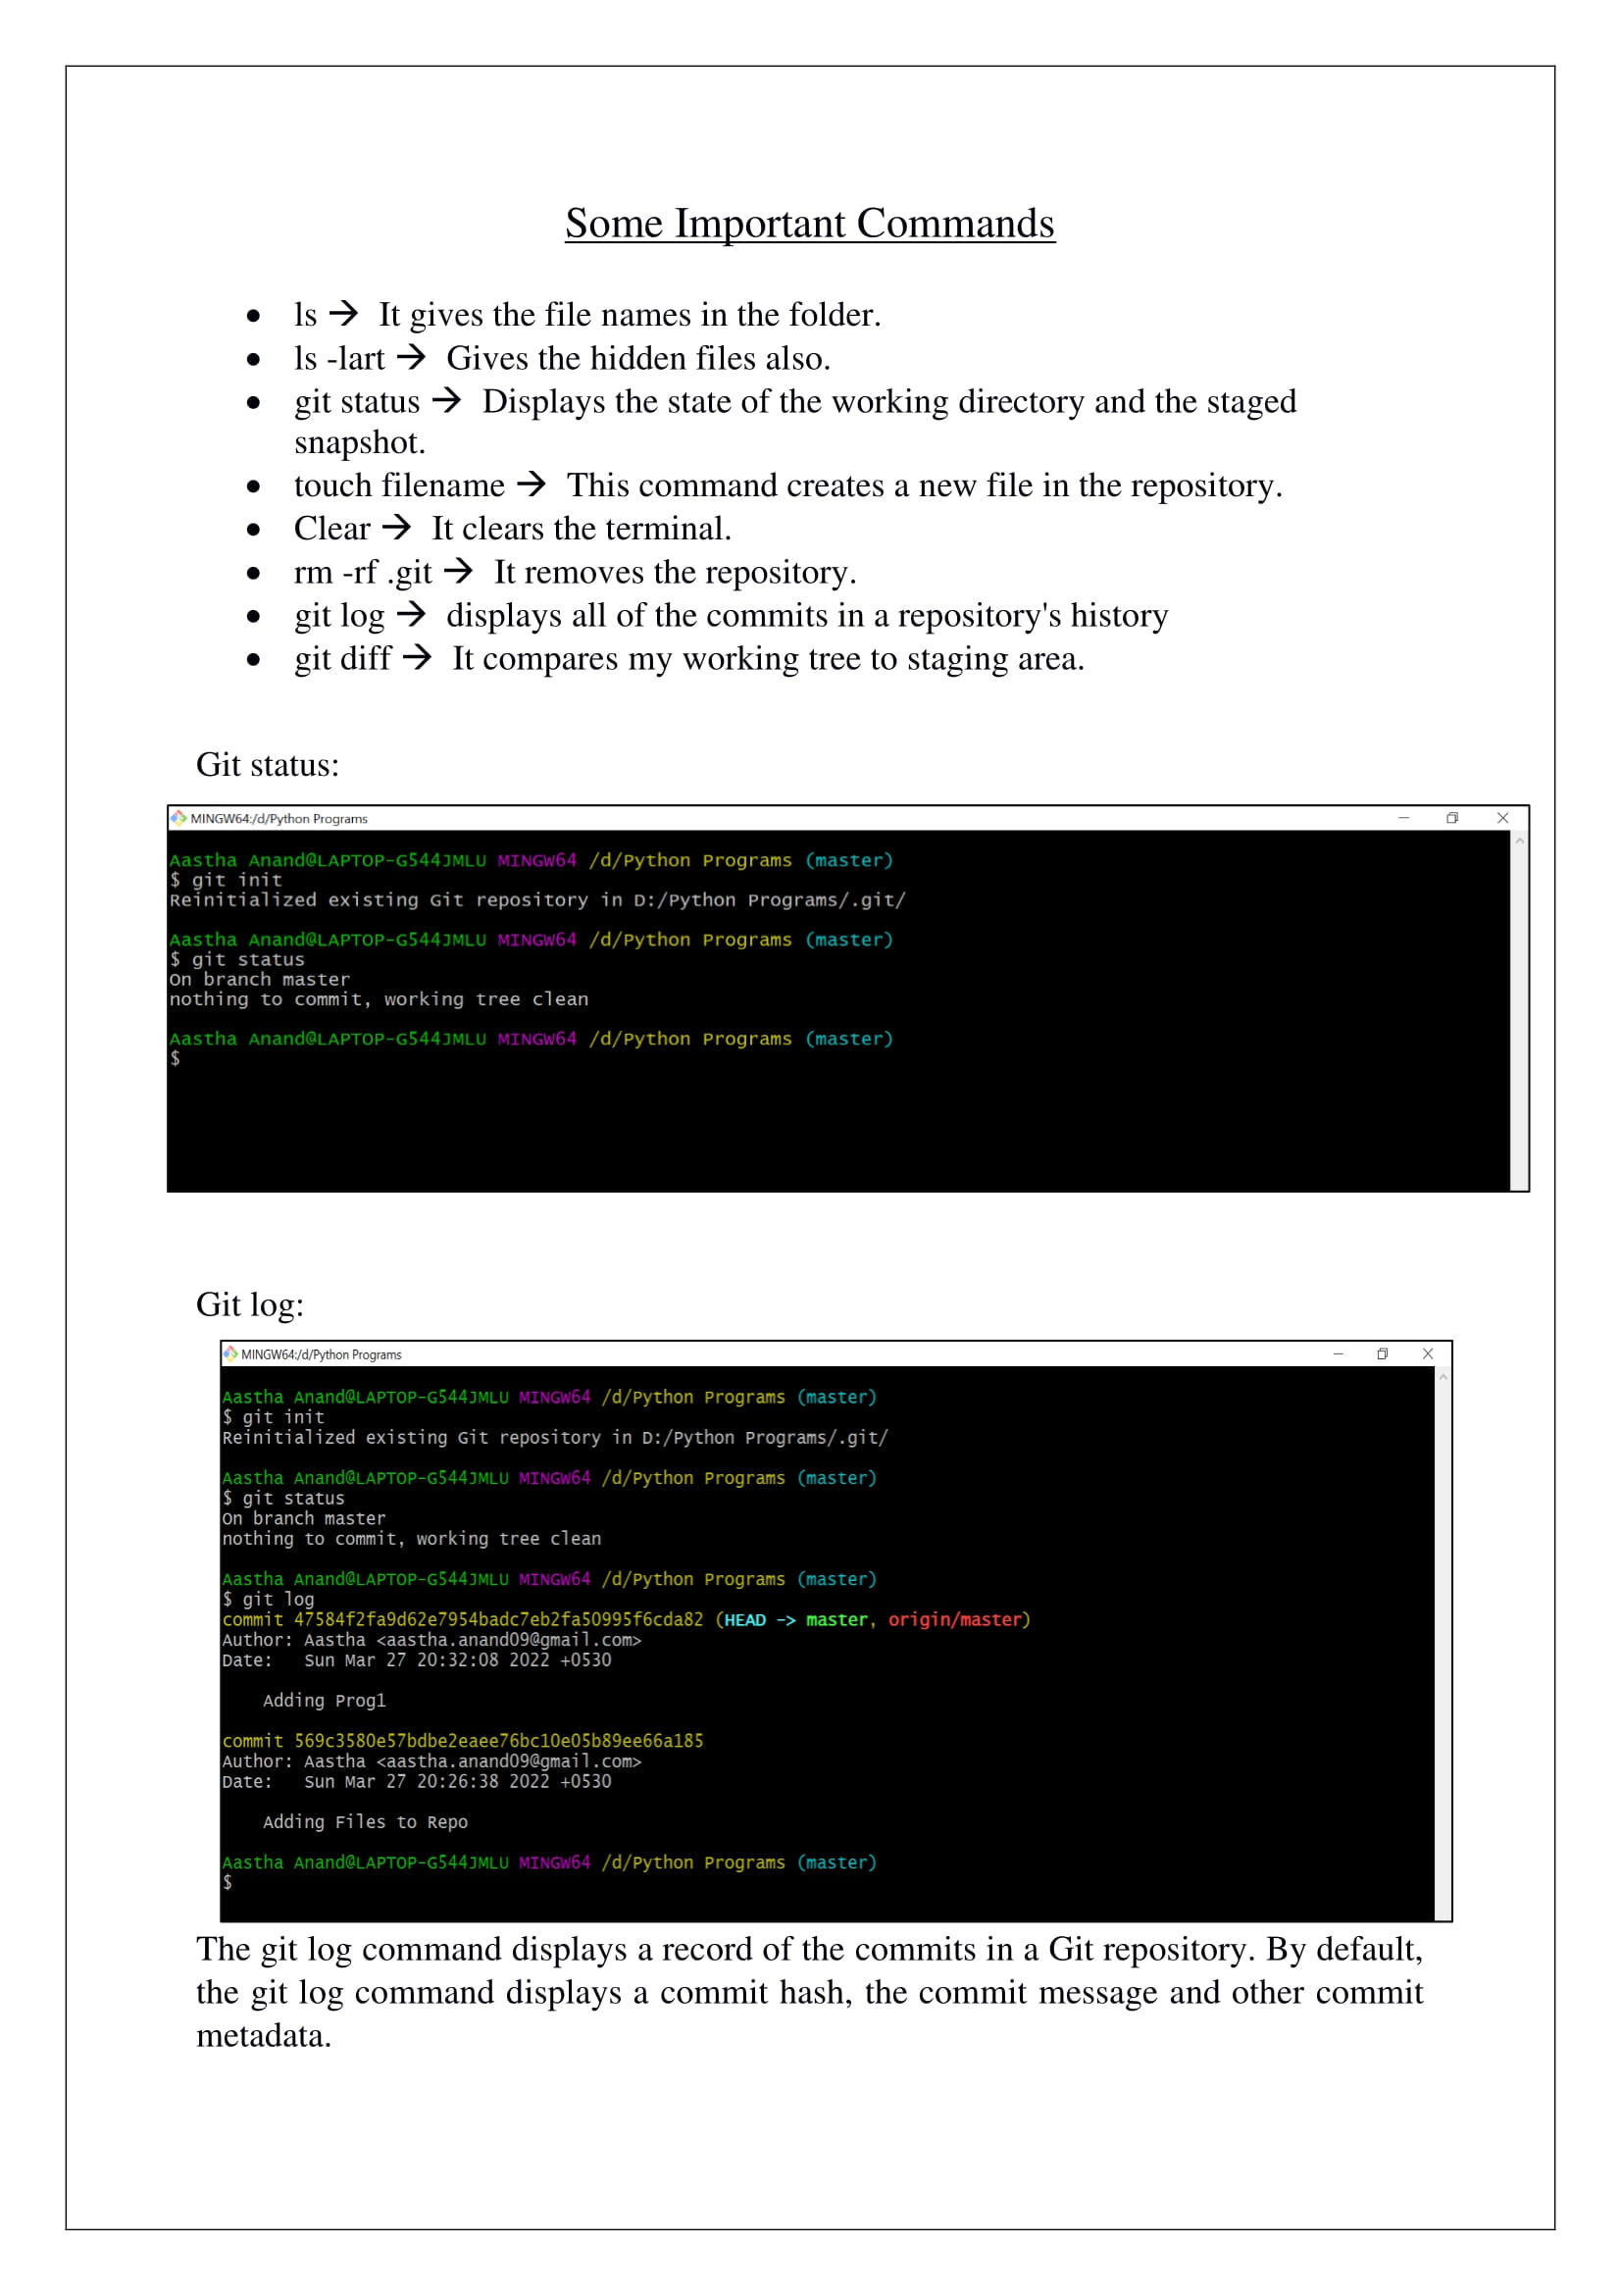 Some Important Commands
• ls → It gives the file names in the folder.
• ls -lart → Gives the hidden files also.
• git status → Displays the state of the working directory and the staged
snapshot.
• touch filename → This command creates a new file in the repository.
• Clear → It clears the terminal.
• rm -rf .git → It removes the repository.
• git log → displays all of the commits in a repository's history
• git diff → It compares my working tree to staging area.
Git status:
MINGW64:/d/Python Programs
Aastha Anand@LAPTOP-G544JMLU MINGW64 /d/Python Programs (master)
$ git init
Reinitialized existing Git repository in D:/Python Programs/.git/
Aastha Anand@LAPTOP-G544JMLU MINGW64 /d/Python Programs (master)
$ git status
On branch master
nothing to commit, working tree clean
Aastha Anand@LAPTOP-G544JMLU MINGW64 /d/Python Programs (master)
$
Git log:
MINGW64:/d/Python Programs
Aastha Anand@LAPTOP-G544JMLU MINGW64 /d/Python Programs (master)
$ git init
Reinitialized existing Git repository in D:/Python Programs/.git/
Aastha Anand@LAPTOP-G544JMLU MINGW64 /d/Python Programs (master)
$ git status
On branch master
nothing to commit, working tree clean
Aastha Anand@LAPTOP-G544JMLU MINGW64 /d/Python Programs (master)
$ git log
commit 47584f2fa9d62e7954badc7eb2fa50995f6cda82 (HEAD -> master, origin/master)
Author: Aastha <aastha.anand09@gmail.com>
Date:   Sun Mar 27 20:32:08 2022 +0530
Adding Prog1
commit 569c3580e57bdbe2eaee76bc10e05b89ee66a185
Author: Aastha <aastha.anand09@gmail.com>
Date:   Sun Mar 27 20:26:38 2022 +0530
Adding Files to Repo
Aastha Anand@LAPTOP-G544JMLU MINGW64 /d/Python Programs (master)
$
The git log command displays a record of the commits in a Git repository. By default,
the git log command displays a commit hash, the commit message and other commit
metadata.